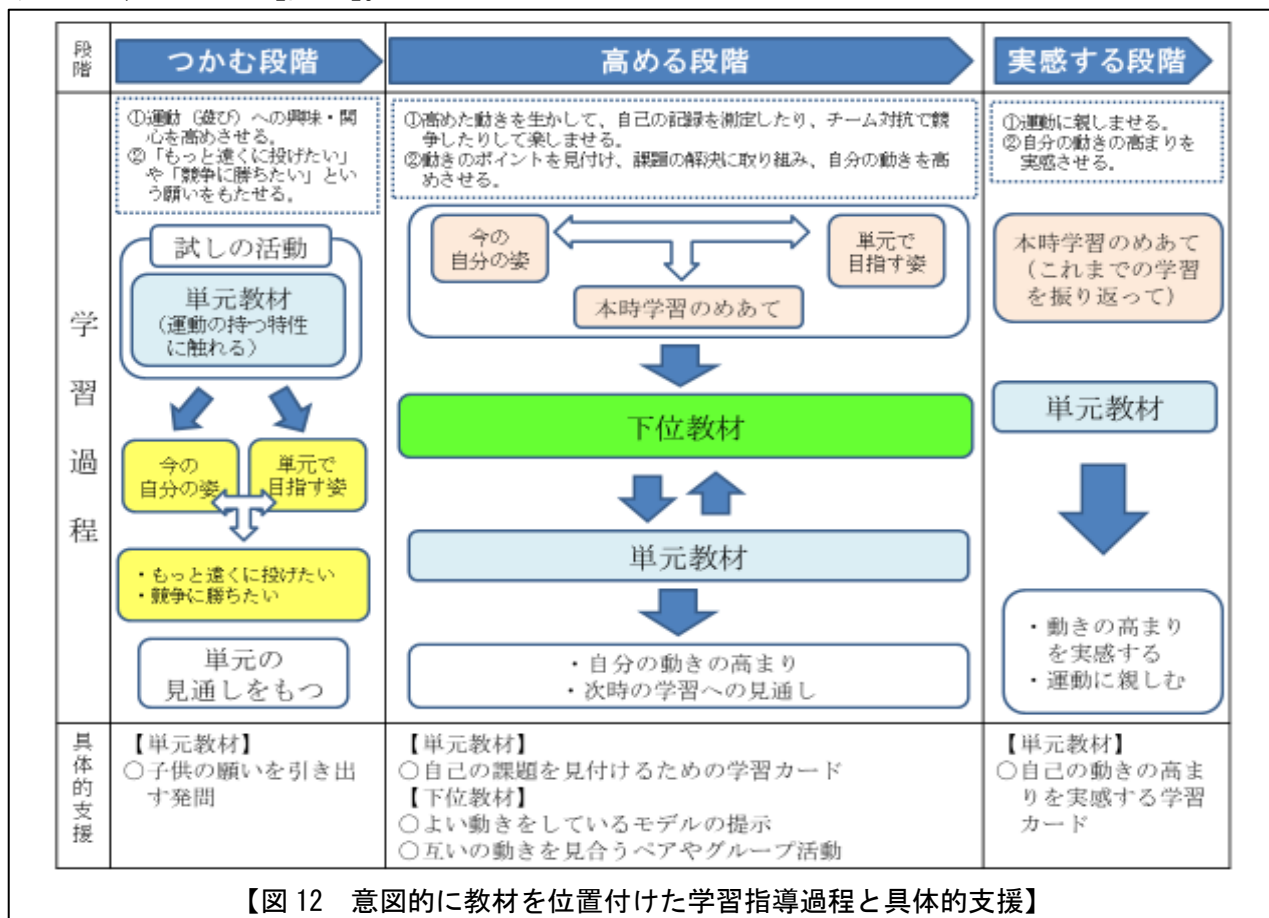 段階
つかむ段階
高める段階
実感する段階
学習過程
①運動(遊び)への興味・関
心を高めさせる。
②「もっと遠くに投げたい」
や「競争に勝ちたい」とい
う願いをもたせる。
試しの活動
単元教材
(運動の持つ特性
に触れる)
今の
自分の姿
単元で
目指す姿
・もっと遠くに投げたい
・競争に勝ちたい
単元の
見通しをもつ
①高めた動きを生かして、自己の記録を測定したり、チーム対抗で競
争したりして楽しませる。
②動きのポイントを見付け、課題の解決に取り組み、自分の動きを高
めさせる。
今の
自分の姿
単元で
目指す姿
本時学習のめあて
下位教材
単元教材
・自分の動きの高まり
・次時の学習への見通し
①運動に親しませる。
②自分の動きの高まりを
実感させる。
本時学習のめあて
(これまでの学習
を振り返って)
単元教材
・動きの高まり
を実感する
・運動に親しむ
具体的支援
【単元教材】
○子供の願いを引き出
す発問
【単元教材】
○自己の課題を見付けるための学習カード
【下位教材】
○よい動きをしているモデルの提示
○互いの動きを見合うペアやグループ活動
【単元教材】
○自己の動きの高ま
りを実感する学習
カード
【図12 意図的に教材を位置付けた学習指導過程と具体的支援】